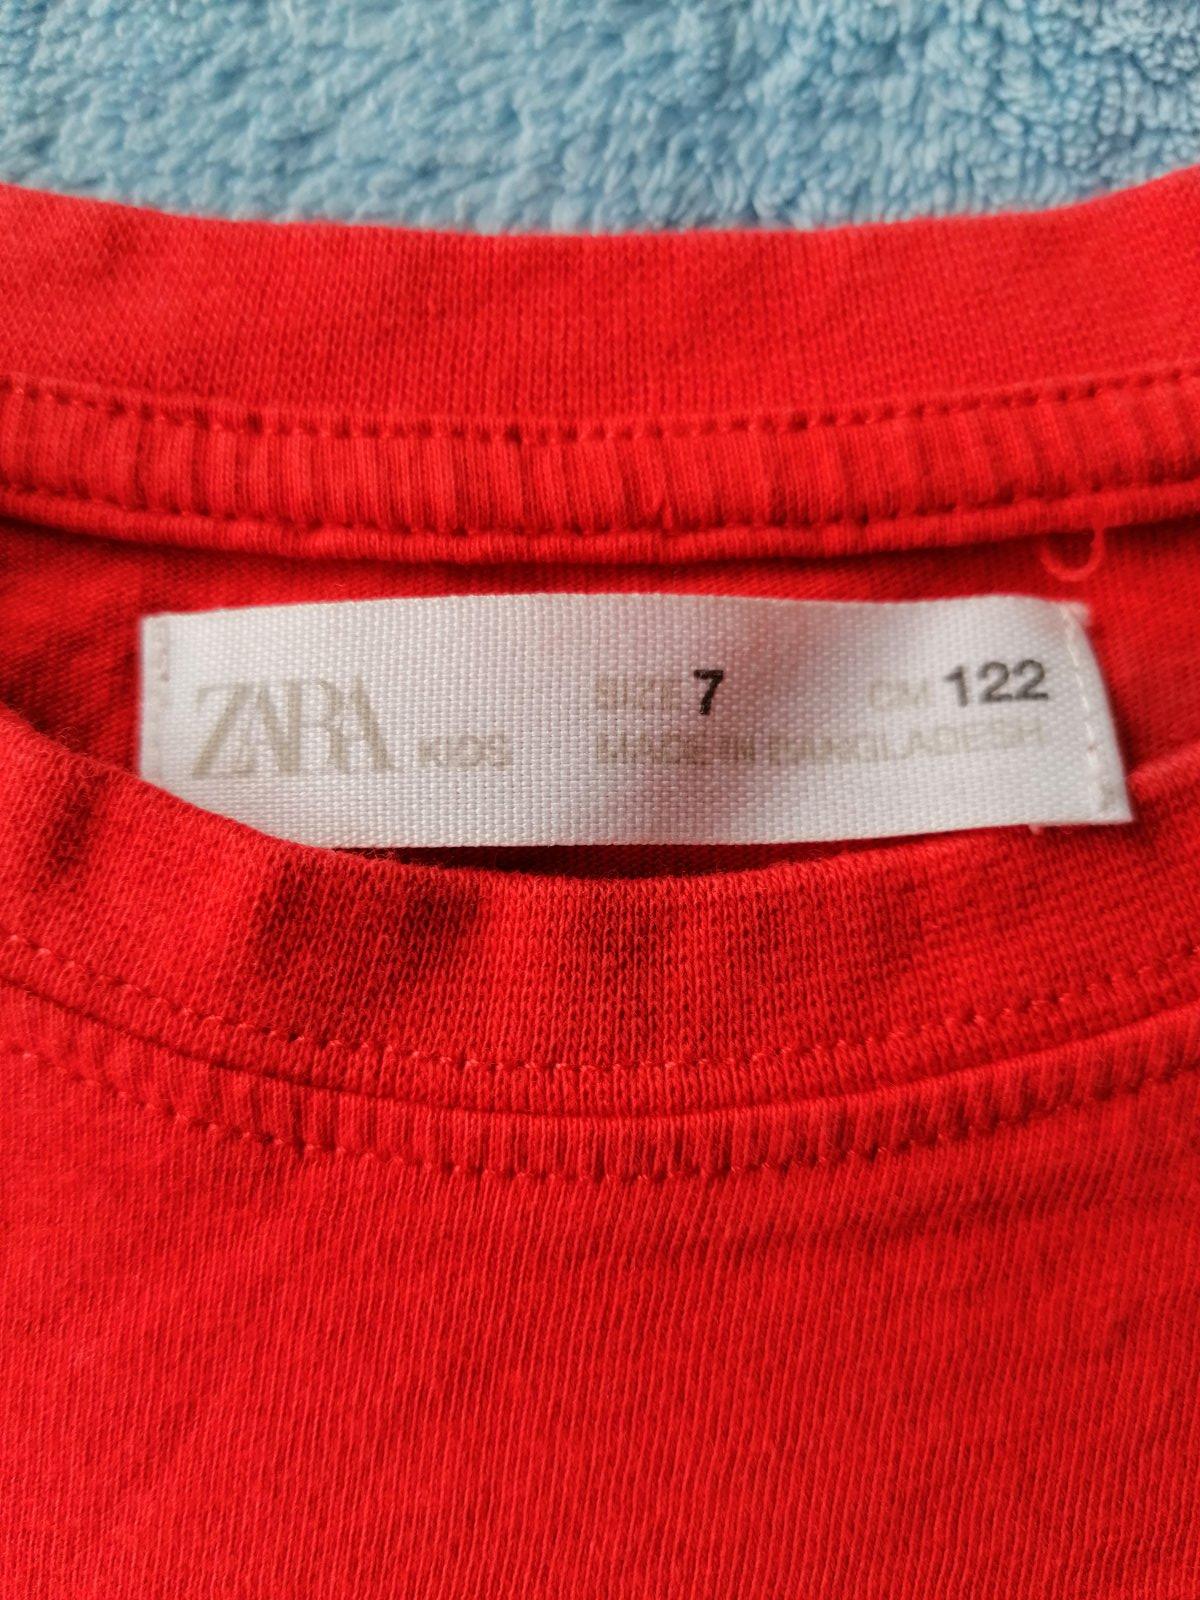 ZARA KIDS
SIZE 7 CM 122
MADE IN BANGLADESH